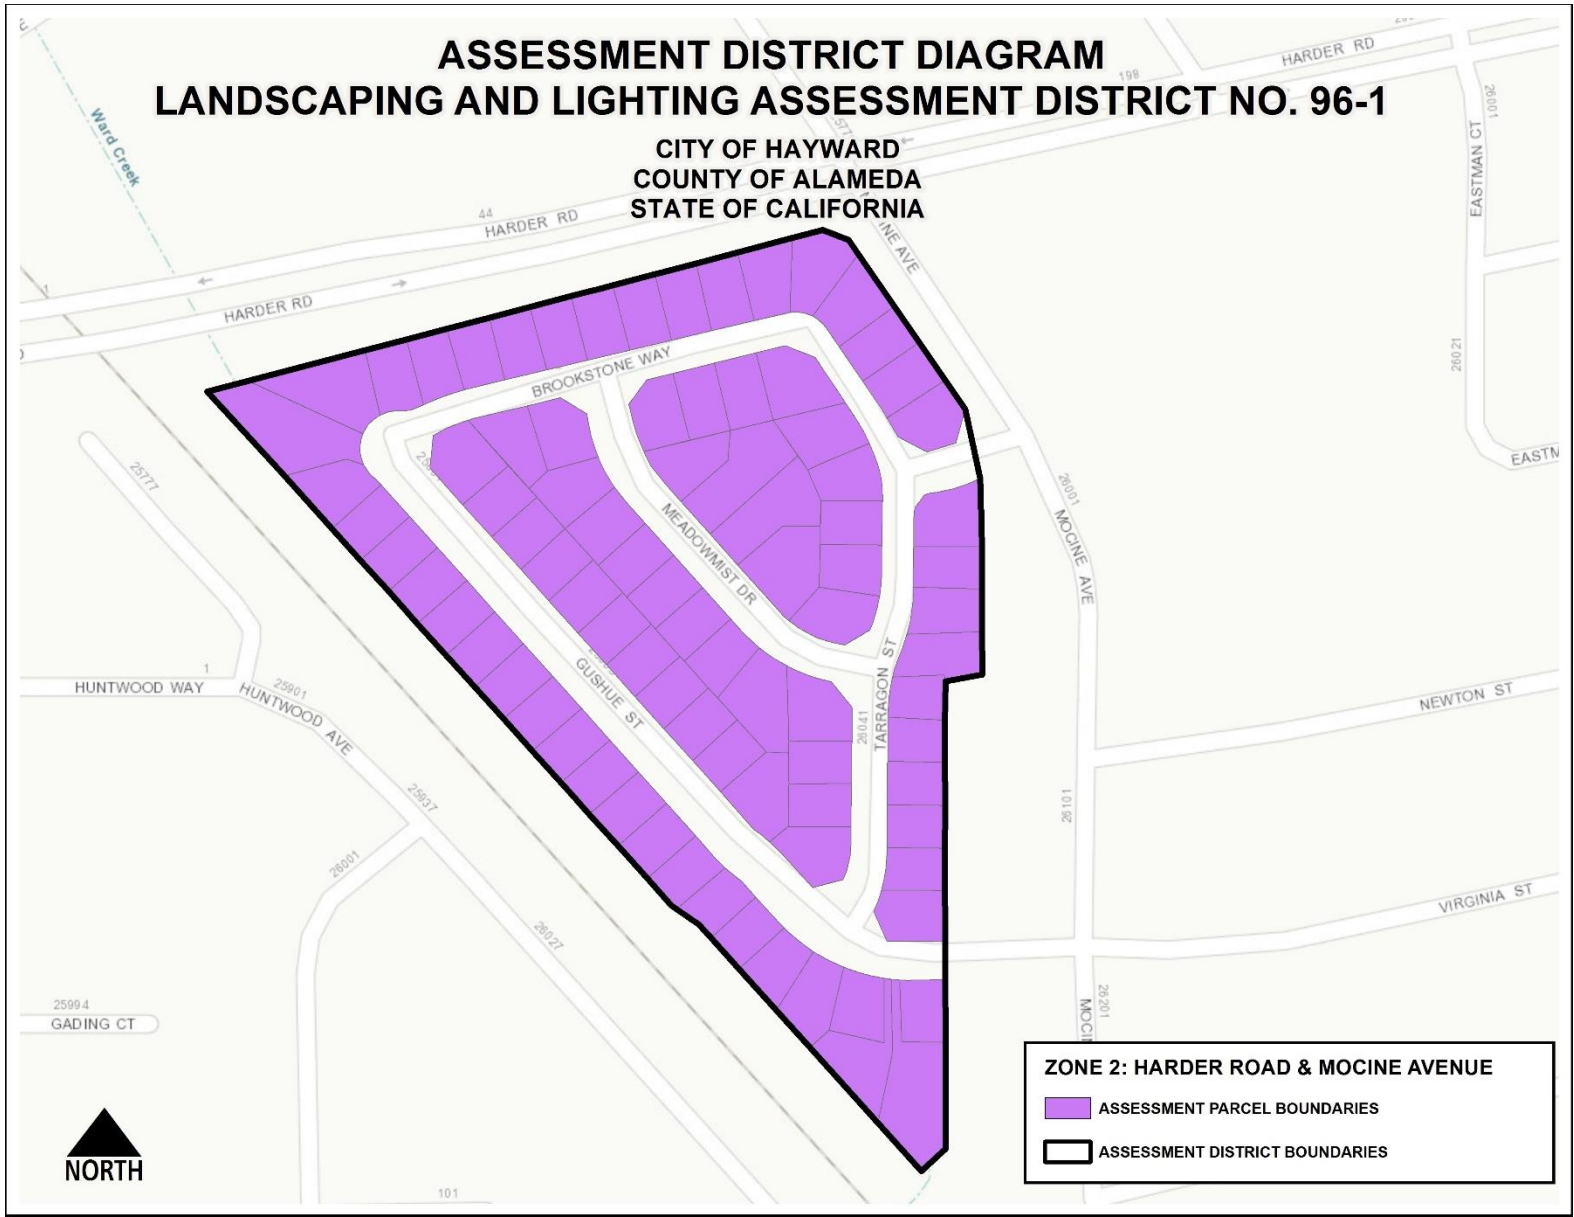 ASSESSMENT DISTRICT DIAGRAM
LANDSCAPING AND LIGHTING ASSESSMENT DISTRICT NO. 96-1
CITY OF HAYWARD
COUNTY OF ALAMEDA
STATE OF CALIFORNIA
HARDER RD
198
26001
EASTMAN CT
Ward Creek
44
HARDER RD
INE AVE
1
HARDER RD
26021
BROOKSTONE WAY
EASTM
25777
26001
MOCINE AVE
MEADOWMIST DR
GUSHUE ST
TARRAGON ST
26041
1
HUNTWOOD WAY
25901
HUNTWOOD AVE
NEWTON ST
25937
26101
26001
VIRGINIA ST
26027
25994
GADING CT
26201
MOCIN
ZONE 2: HARDER ROAD & MOCINE AVENUE
ASSESSMENT PARCEL BOUNDARIES
ASSESSMENT DISTRICT BOUNDARIES
NORTH
101